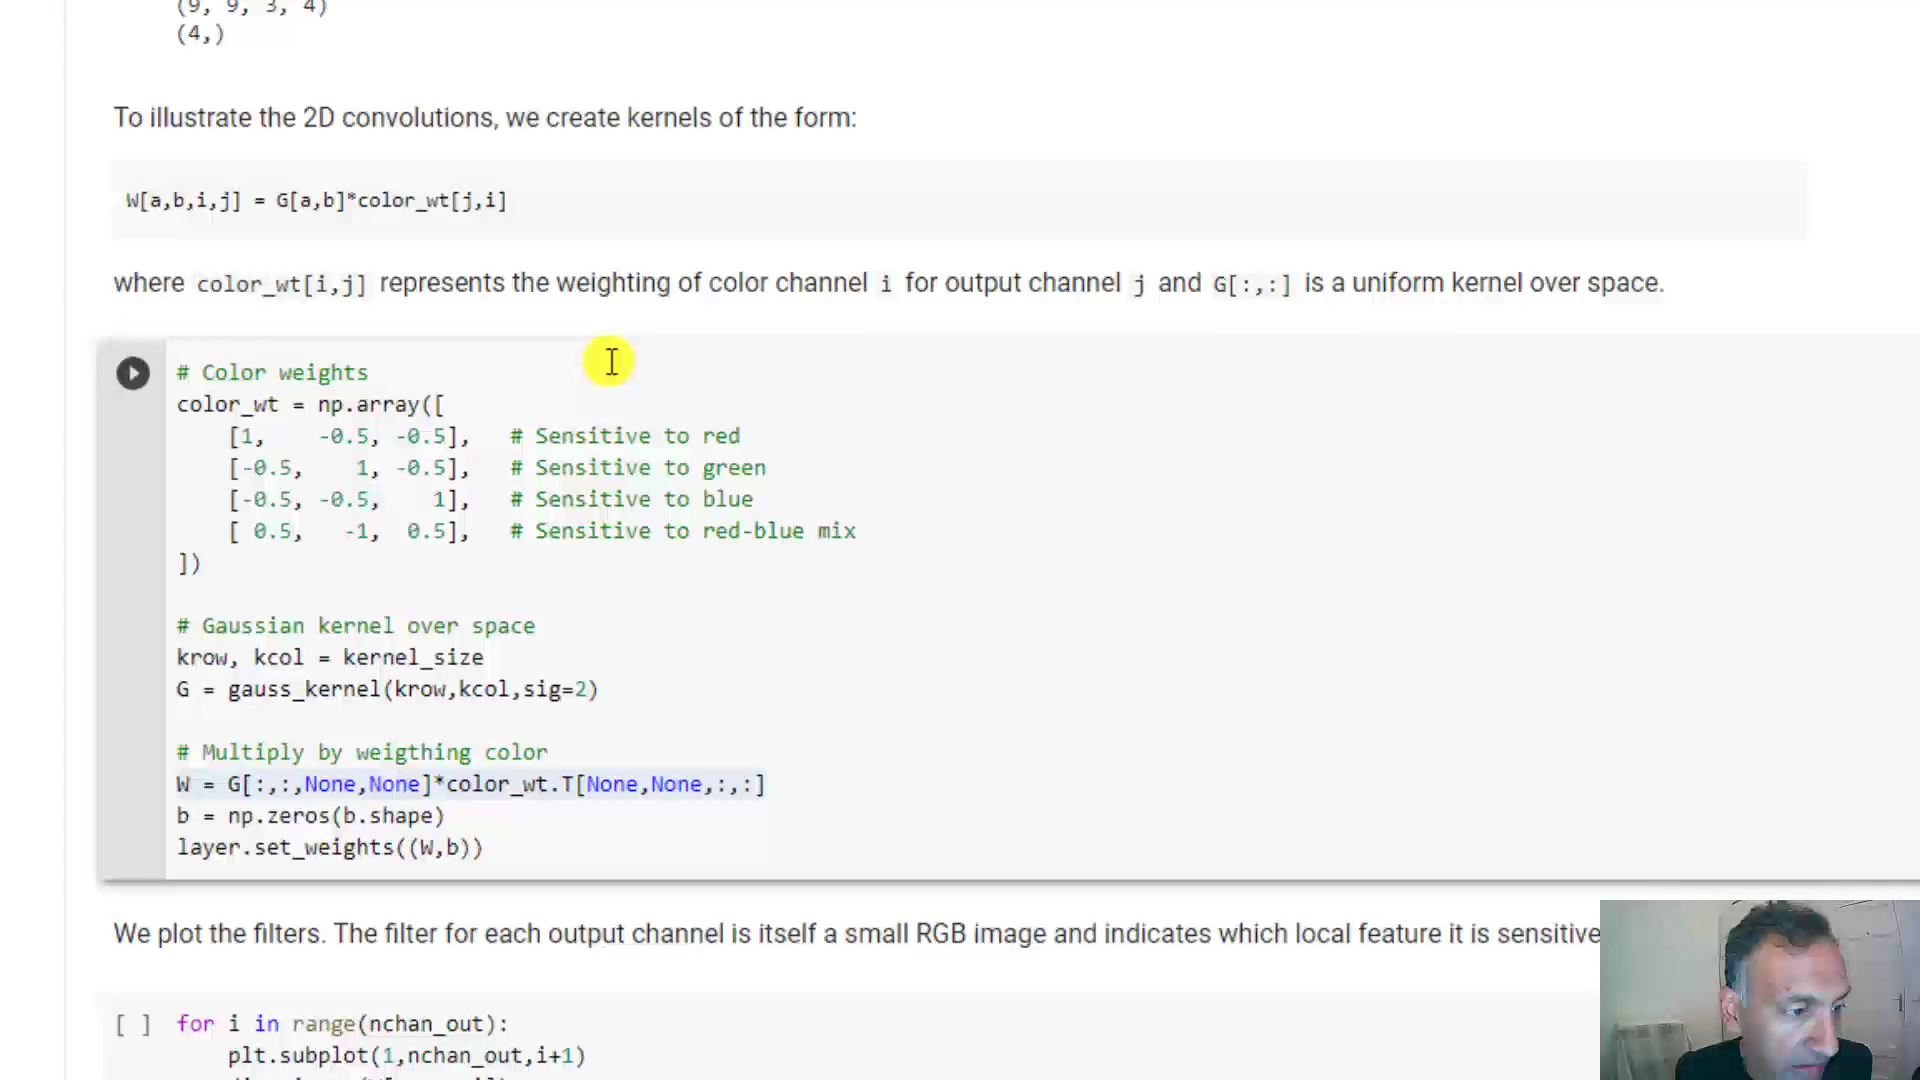 (9, 9, 3, 4)
(4,)
To illustrate the 2D convolutions, we create kernels of the form:
W[a,b,i,j] = G[a,b]*color_wt[j,i]
where color_wt[i,j] represents the weighting of color channel i for output channel j and G[:,:] is a uniform kernel over space.
# Color weights
color_wt = np.array([
[1, -0.5, -0.5], # Sensitive to red
[-0.5, 1, -0.5], # Sensitive to green
[-0.5, -0.5, 1], # Sensitive to blue
[ 0.5, -1, 0.5], # Sensitive to red-blue mix
])
# Gaussian kernel over space
krow, kcol = kernel_size
G = gauss_kernel(krow,kcol,sig=2)
# Multiply by weigthing color
W = G[:,:,None,None]*color_wt.T[None,None,:,:]
b = np.zeros(b.shape)
layer.set_weights((W,b))
We plot the filters. The filter for each output channel is itself a small RGB image and indicates which local feature it is sensitive
[ ] for i in range(nchan_out):
plt.subplot(1,nchan_out,i+1)